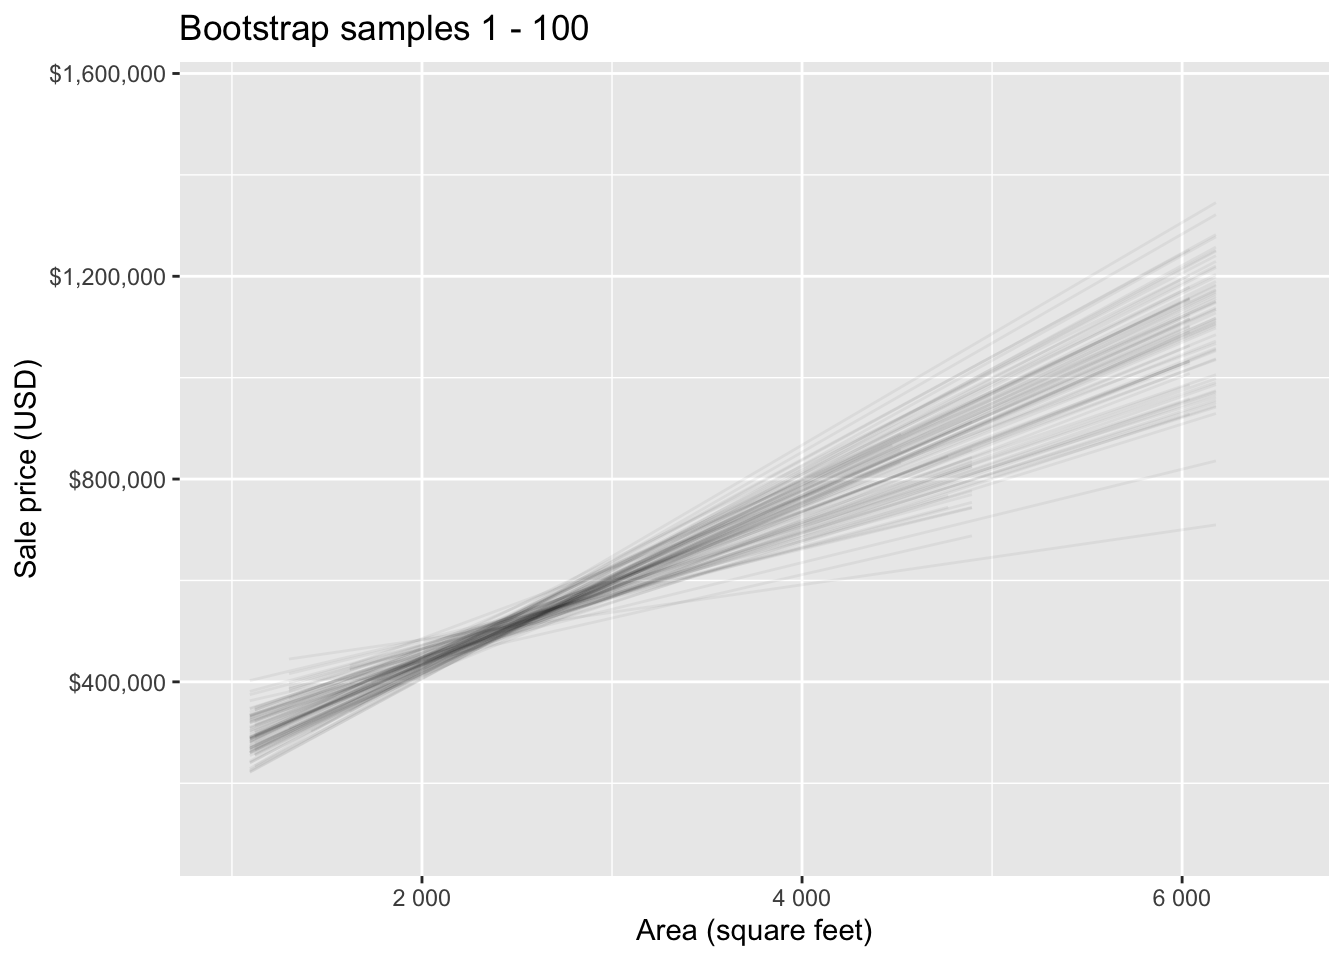 Bootstrap samples 1 - 100
$1,600,000
$1,200,000
$800,000
$400,000
Sale price (USD)
2 000
4 000
6 000
Area (square feet)